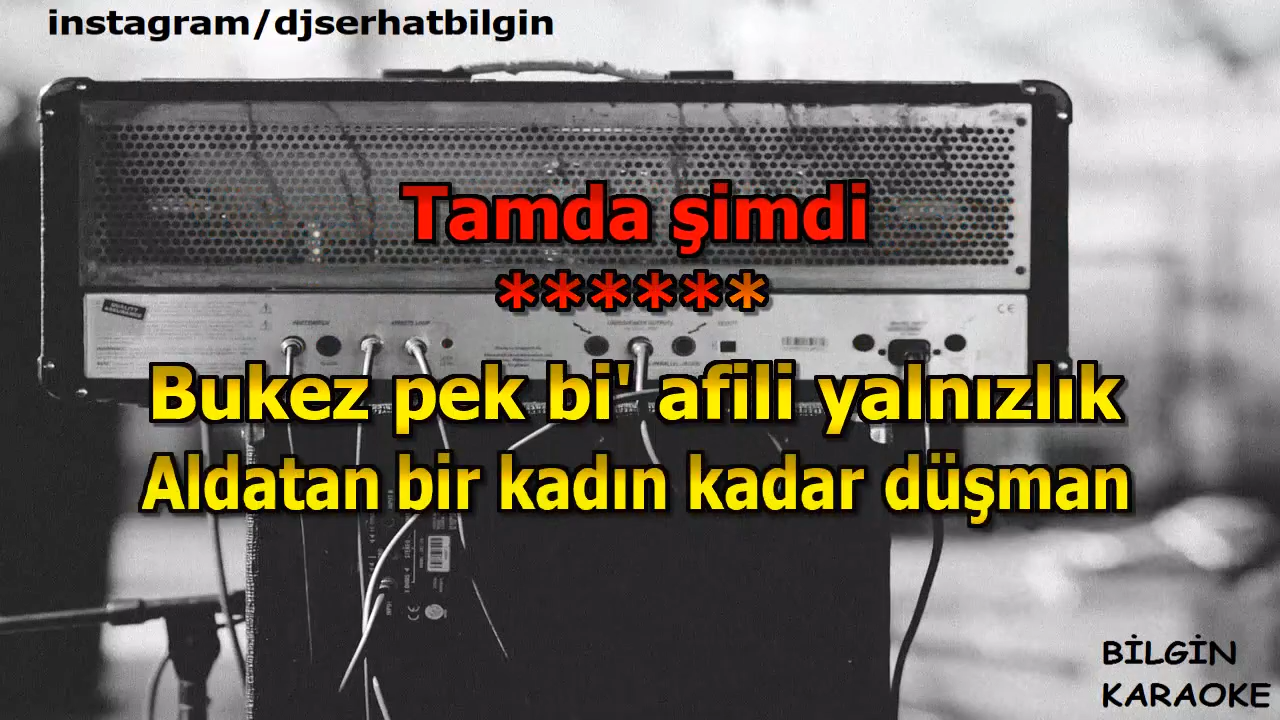 instagram/djserhatbilgin
Tamda şimdi
******
Bukez pek bi' afili yalnızlık
Aldatan bir kadın kadar düşman
BİLGİN
KARAOKE